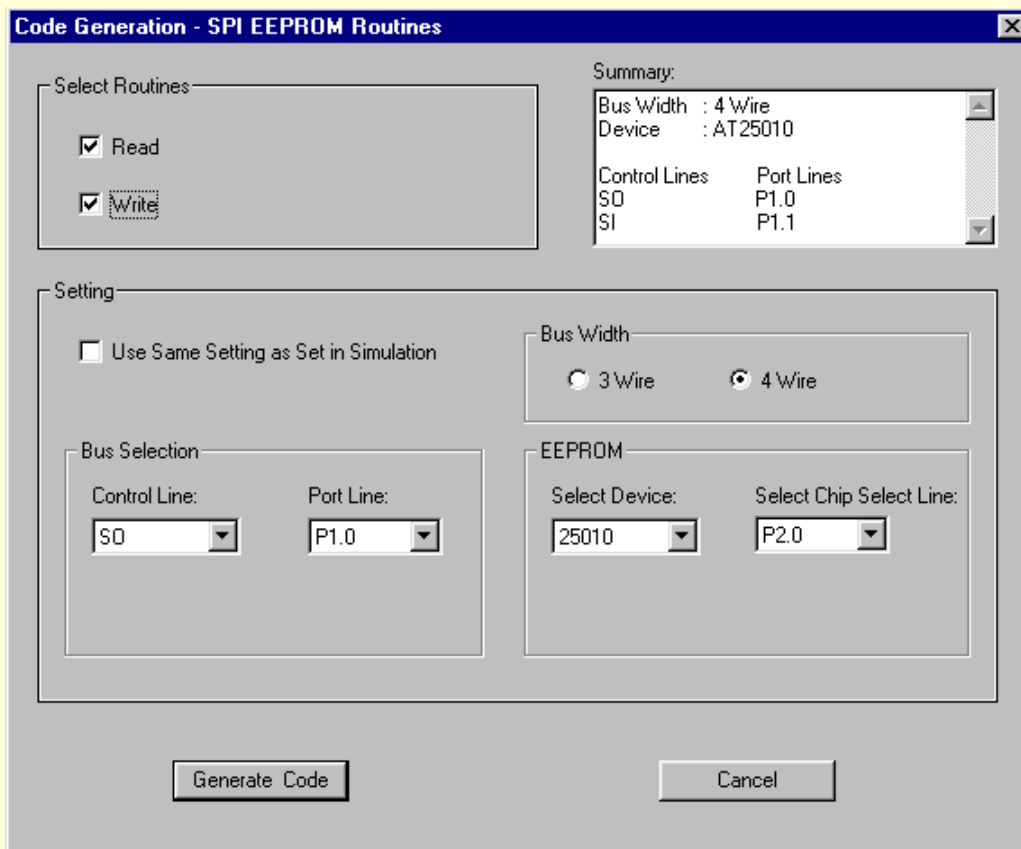 Code Generation - SPI EEPROM Routines
Select Routines
Read
Write
Summary:
Bus Width : 4 Wire
Device : AT25010
Control Lines Port Lines
SO P1.0
SI P1.1
Setting
Use Same Setting as Set in Simulation
Bus Width
3 Wire 4 Wire
Bus Selection
Control Line: Port Line:
SO P1.0
EEPROM
Select Device: Select Chip Select Line:
25010 P2.0
Generate Code Cancel